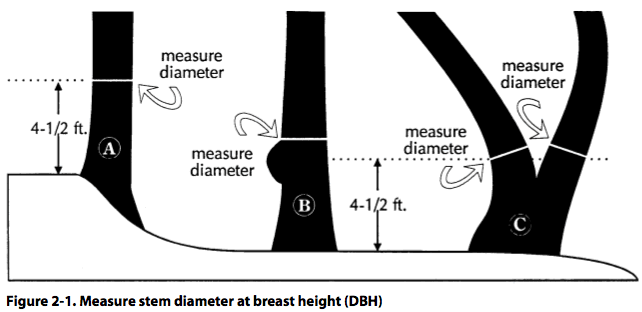 measure
diameter
4-1/2 ft.
A
measure
diameter
B
4-1/2 ft.
measure
diameter
measure
diameter
C
Figure 2-1. Measure stem diameter at breast height (DBH)